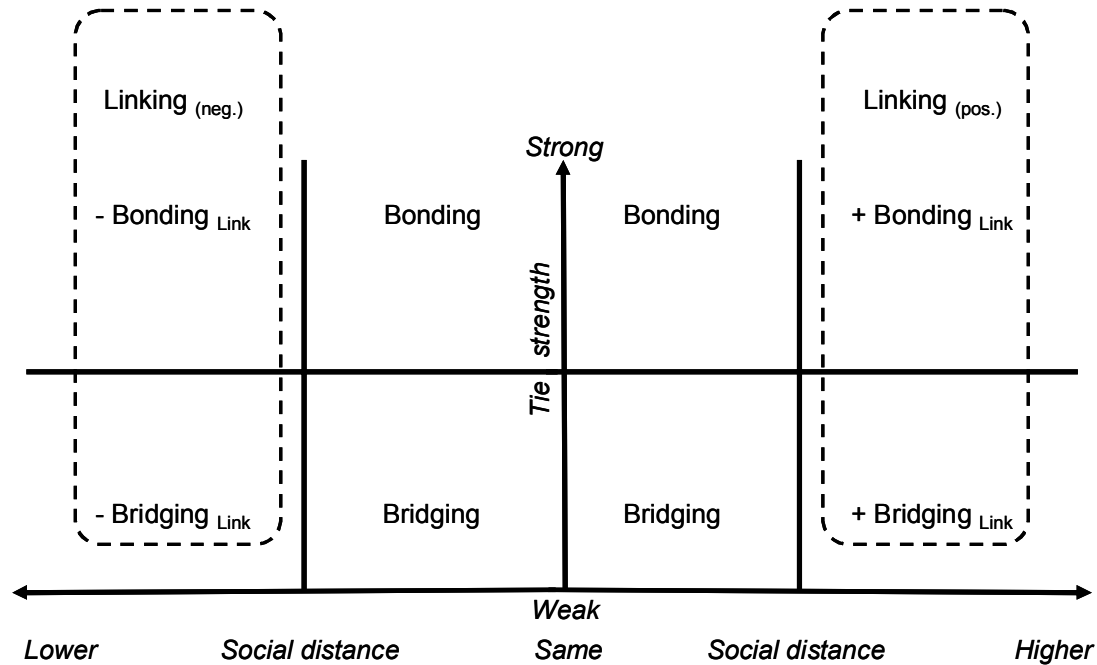 Linking (neg.)
Linking (pos.)
Strong
- Bonding Link
Bonding
Bonding
+ Bonding Link
Tie strength
- Bridging Link
Bridging
Bridging
+ Bridging Link
Weak
Lower
Social distance
Same
Social distance
Higher